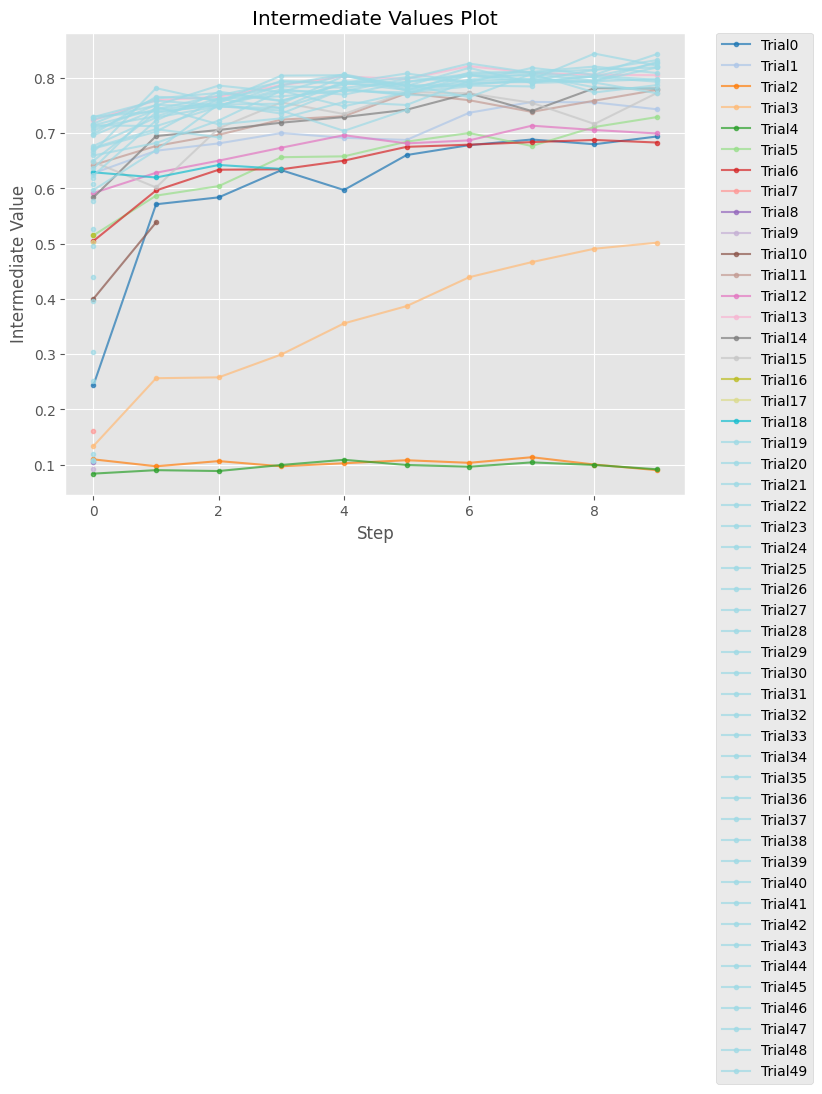 Intermediate Values Plot
Intermediate Value
0.8
0.7
0.6
0.5
0.4
0.3
0.2
0.1
0
2
4
6
8
Step
Trial0
Trial1
Trial2
Trial3
Trial4
Trial5
Trial6
Trial7
Trial8
Trial9
Trial10
Trial11
Trial12
Trial13
Trial14
Trial15
Trial16
Trial17
Trial18
Trial19
Trial20
Trial21
Trial22
Trial23
Trial24
Trial25
Trial26
Trial27
Trial28
Trial29
Trial30
Trial31
Trial32
Trial33
Trial34
Trial35
Trial36
Trial37
Trial38
Trial39
Trial40
Trial41
Trial42
Trial43
Trial44
Trial45
Trial46
Trial47
Trial48
Trial49